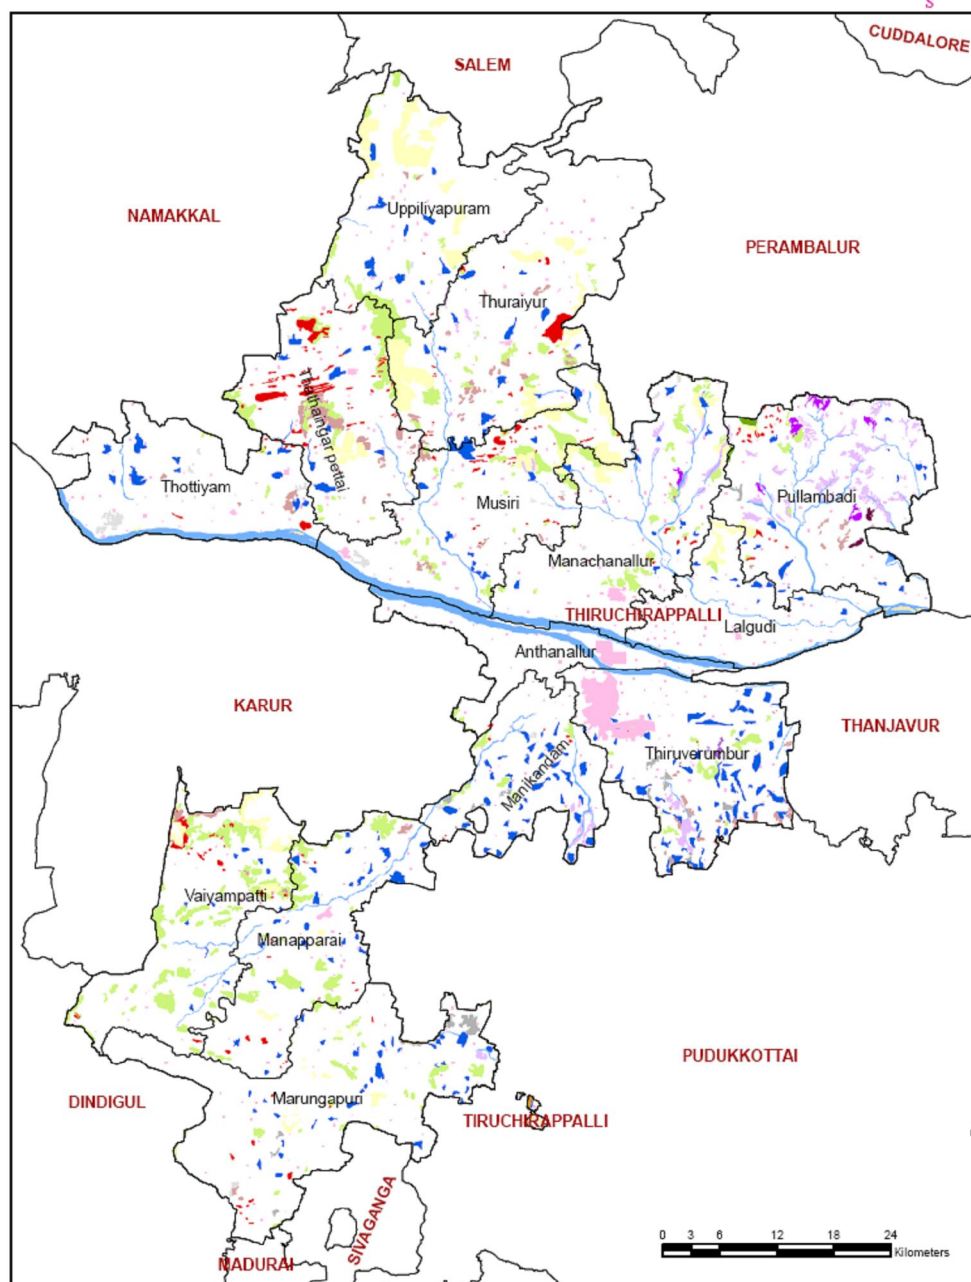 S
CUDDALORE
SALEM
NAMAKKAL
Uppiliyapuram
PERAMBALUR
Thuraiyur
Thathaingar pettai
Thottiyam
Musiri
Pullambadi
Manachanallur
THIRUCHIRAPPALLI
Lalgudi
Anthanallur
KARUR
THANJAVUR
Thiruverumbur
Manikandam
Vaiyampatti
Manapparai
PUDUKKOTTAI
DINDIGUL
Marungapuri
TIRUCHIRAPPALLI
SIVAGANGA
MADURAI
0 3 6 12 18 24
Kilometers